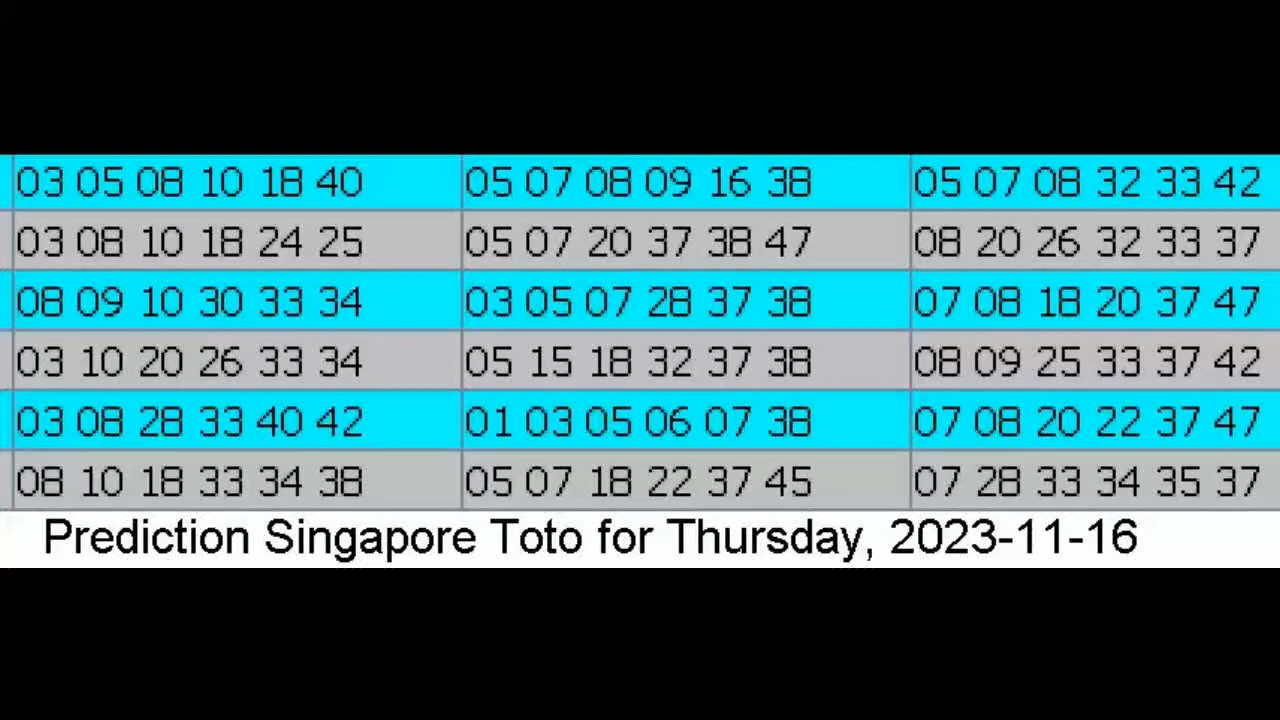 03 05 08 10 18 40 05 07 08 09 16 38 05 07 08 32 33 42
03 08 10 18 24 25 05 07 20 37 38 47 08 20 26 32 33 37
08 09 10 30 33 34 03 05 07 28 37 38 07 08 18 20 37 47
03 10 20 26 33 34 05 15 18 32 37 38 08 09 25 33 37 42
03 08 28 33 40 42 01 03 05 06 07 38 07 08 20 22 37 47
08 10 18 33 34 38 05 07 18 22 37 45 07 28 33 34 35 37
Prediction Singapore Toto for Thursday, 2023-11-16